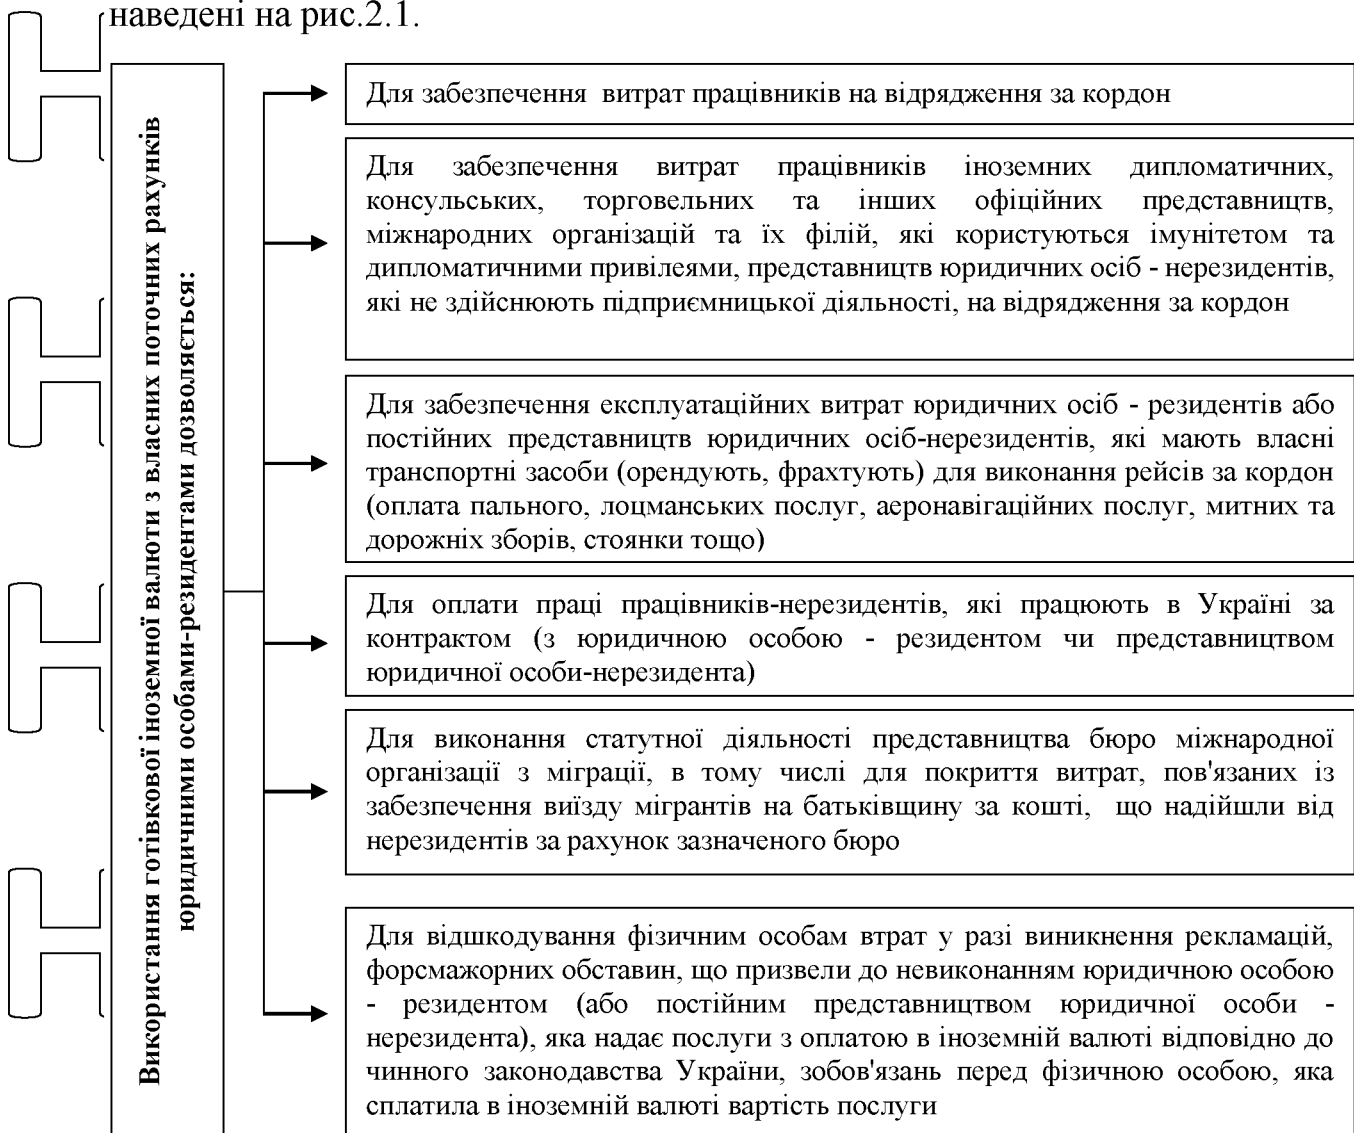 наведені на рис.2.1.
Використання готівкової іноземної валюти з власних поточних рахунків
юридичними особами-резидентами дозволяється:
Для забезпечення витрат працівників на відрядження за кордон
Для забезпечення витрат працівників іноземних дипломатичних,
консульських, торговельних та інших офіційних представництв,
міжнародних організацій та їх філій, які користуються імунітетом та
дипломатичними привілеями, представництв юридичних осіб - нерезидентів,
які не здійснюють підприємницької діяльності, на відрядження за кордон
Для забезпечення експлуатаційних витрат юридичних осіб - резидентів або
постійних представництв юридичних осіб-нерезидентів, які мають власні
транспортні засоби (орендують, фрахтують) для виконання рейсів за кордон
(оплата пального, лоцманських послуг, аеронавігаційних послуг, митних та
дорожніх зборів, стоянки тощо)
Для оплати праці працівників-нерезидентів, які працюють в Україні за
контрактом (з юридичною особою - резидентом чи представництвом
юридичної особи-нерезидента)
Для виконання статутної діяльності представництва бюро міжнародної
організації з міграції, в тому числі для покриття витрат, пов'язаних із
забезпечення виїзду мігрантів на батьківщину за кошті, що надійшли від
нерезидентів за рахунок зазначеного бюро
Для відшкодування фізичним особам втрат у разі виникнення рекламацій,
форсмажорних обставин, що призвели до невиконанням юридичною особою
- резидентом (або постійним представництвом юридичної особи -
нерезидента), яка надає послуги з оплатою в іноземній валюті відповідно до
чинного законодавства України, зобов'язань перед фізичною особою, яка
сплатила в іноземній валюті вартість послуги